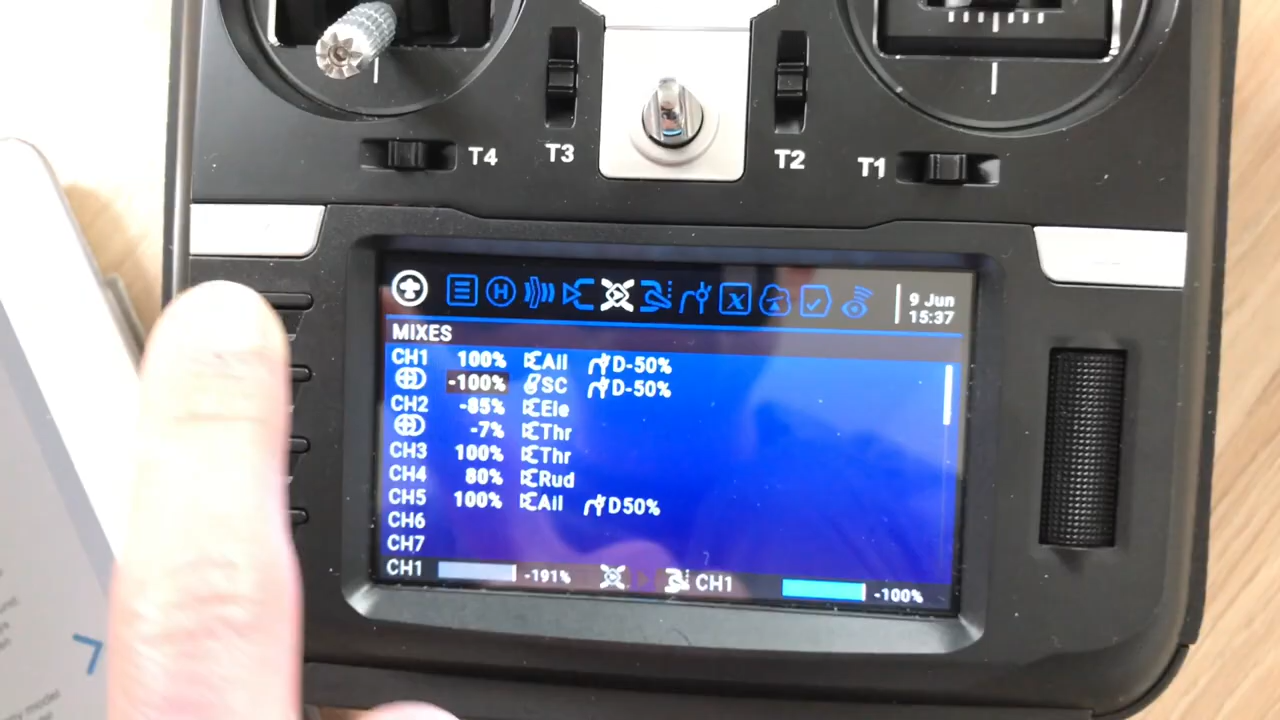 T4
T3
T2
T1
9 Jun
15:37
MIXES
CH1 100% Ail D-50%
-100% SC D-50%
CH2 -85% Ele
-7% Thr
CH3 100% Thr
CH4 80% Rud
CH5 100% Ail D50%
CH6
CH7
CH1 -191% CH1 -100%